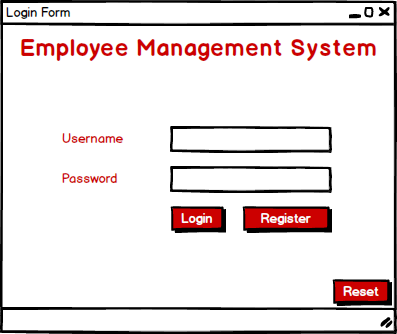 Login Form
Employee Management System
Username
Password
Login Register
Reset